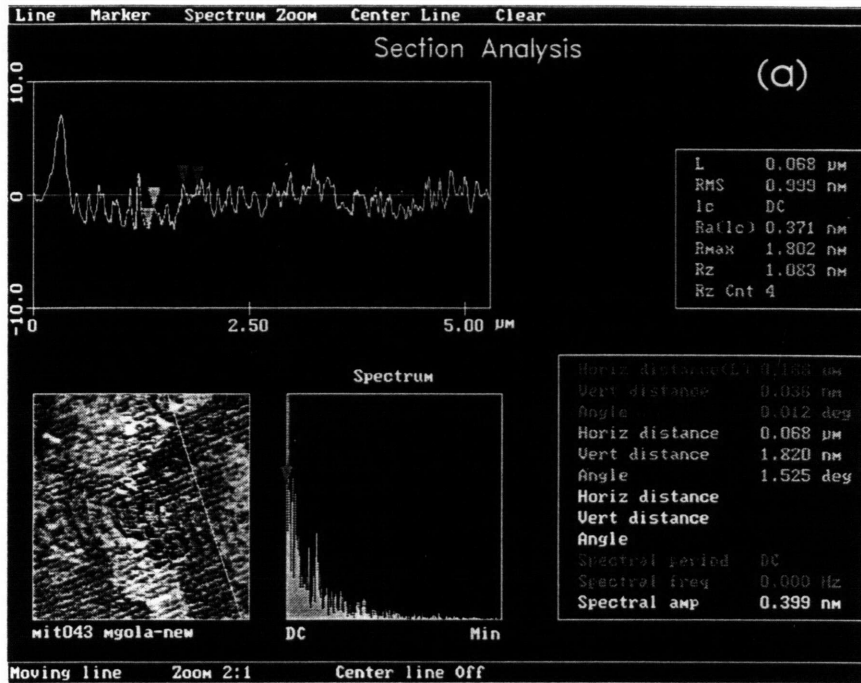 Line Marker Spectrum Zoom Center Line Clear
Section Analysis
(a)
10.0
0
-10.0
0 2.50 5.00 µm
L 0.068 µm
RMS 0.999 nm
lc DC
Ra(lc) 0.371 nm
Rmax 1.802 nm
Rz 1.083 nm
Rz Cnt 4
Spectrum
DC Min
mit043 mgola-new
Horiz distance(L) µm
Vert distance 0.036 nm
Angle 0.012 deg
Horiz distance 0.068 µm
Vert distance 1.820 nm
Angle 1.525 deg
Horiz distance
Vert distance
Angle
Spectral period DC
Spectral freq 0.000 Hz
Spectral amp 0.399 nm
Moving line Zoom 2:1 Center line Off